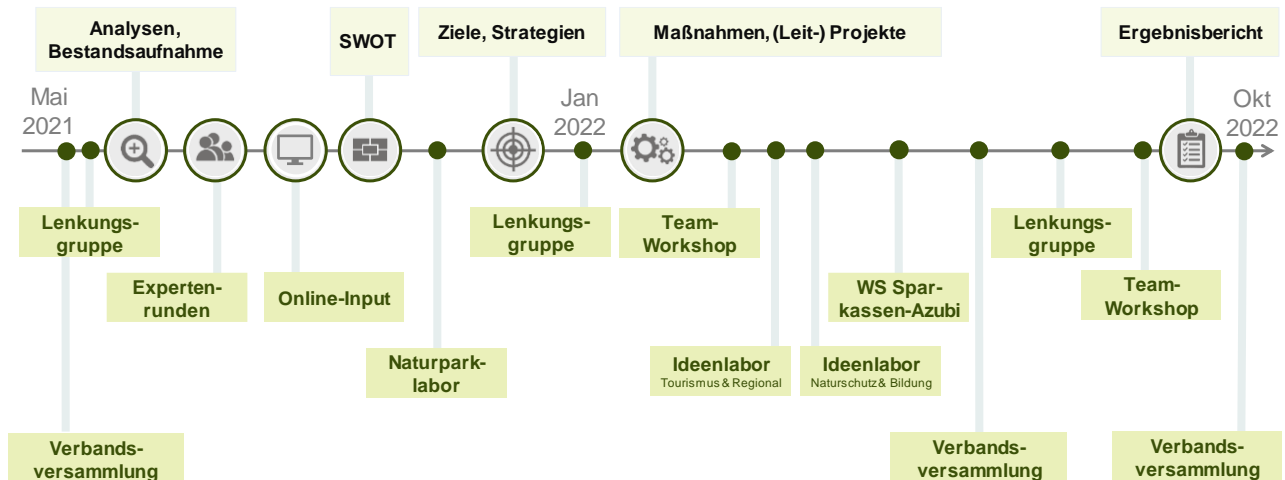 Analysen,
Bestandsaufnahme
SWOT
Ziele, Strategien
Maßnahmen, (Leit-) Projekte
Ergebnisbericht
Mai
2021
Jan
2022
Okt
2022
Lenkungs-
gruppe
Experten-
runden
Online-Input
Naturpark-
labor
Lenkungs-
gruppe
Team-
Workshop
Ideenlabor
Tourismus & Regional
Ideenlabor
Naturschutz & Bildung
WS Spar-
kassen-Azubi
Lenkungs-
gruppe
Team-
Workshop
Verbands-
versammlung
Verbands-
versammlung
Verbands-
versammlung